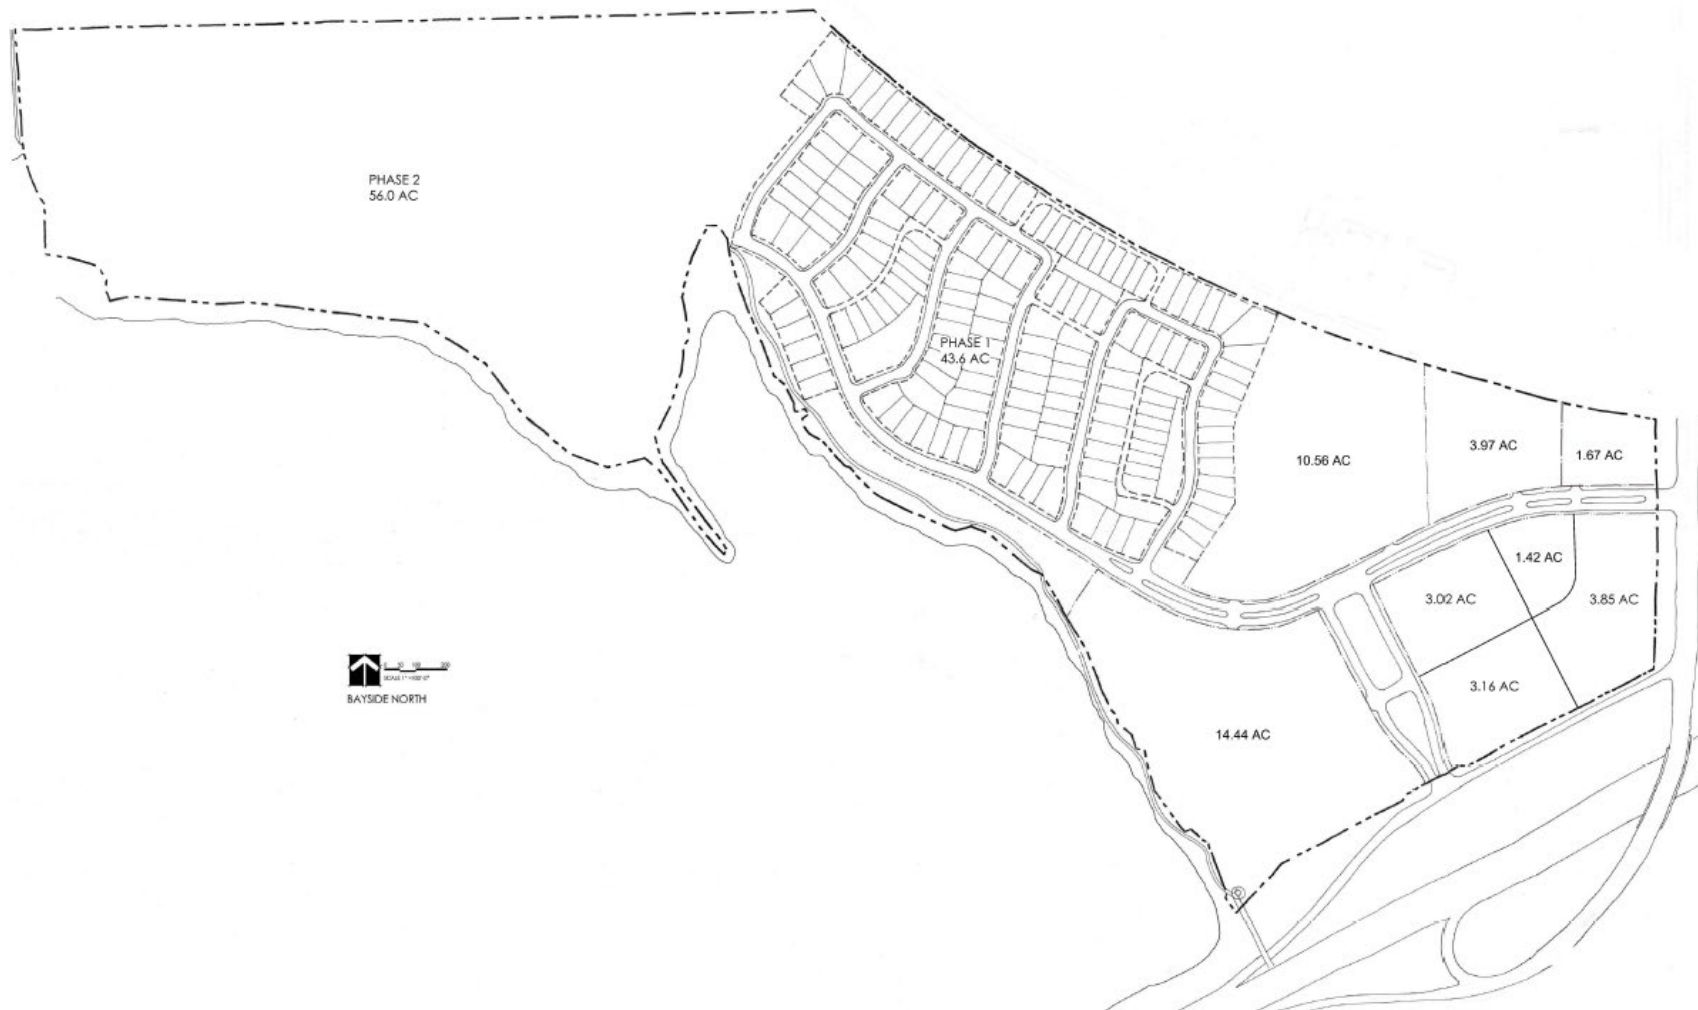 PHASE 2
56.0 AC
PHASE 1
43.6 AC
10.56 AC
3.97 AC
1.67 AC
1.42 AC
3.02 AC
3.85 AC
3.16 AC
14.44 AC
BAYSIDE NORTH